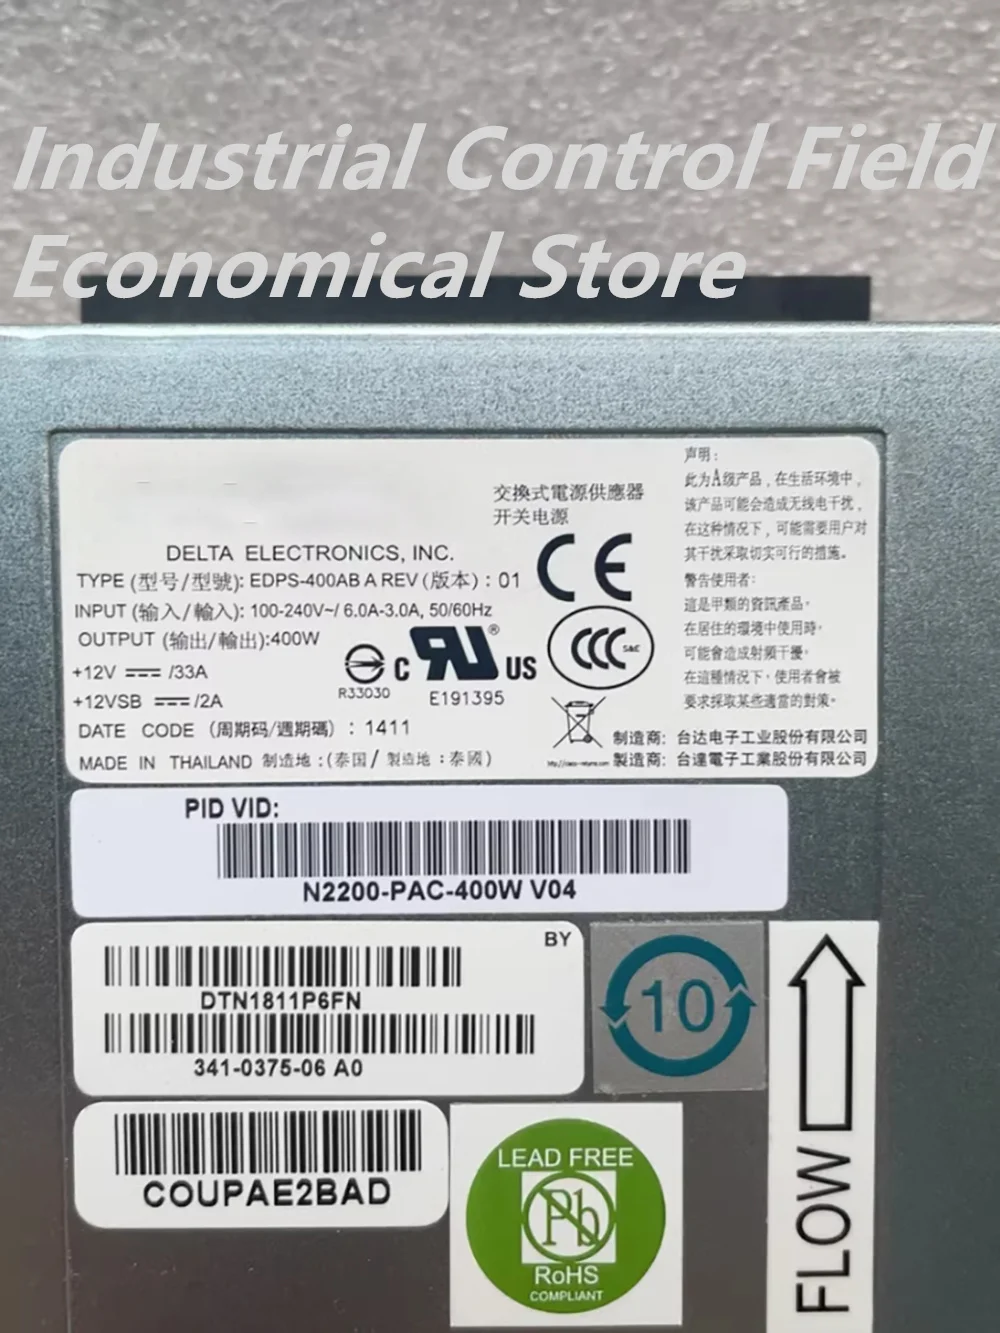 Industrial Control Field
Economical Store
DELTA ELECTRONICS, INC.
TYPE (型号/型號): EDPS-400AB A REV (版本) : 01
INPUT (输入/輸入): 100-240V~/ 6.0A-3.0A, 50/60Hz
OUTPUT (输出/輸出):400W
+12V ⎓ /33A
+12VSB ⎓ /2A
DATE CODE (周期码/週期碼) : 1411
MADE IN THAILAND 制造地 :(泰国/ 製造地 : 泰國)
R33030
C RU ® US
E191395
交換式電源供應器
开关电源
CE
CCC S&E
声明:
此为A级产品, 在生活环境中,
该产品可能会造成无线电干扰,
在这种情况下, 可能需要用户对
其干扰采取切实可行的措施。
警告使用者:
這是甲類的資訊產品,
在居住的環境中使用時,
可能會造成射頻干擾,
在這種情況下, 使用者會被
要求採取某些適當的對策。
制造商: 台达电子工业股份有限公司
製造商: 台達電子工業股份有限公司
PID VID:
N2200-PAC-400W V04
BY
DTN1811P6FN
341-0375-06 A0
10
COUPAE2BAD
LEAD FREE
Pb
RoHS
COMPLIANT
FLOW